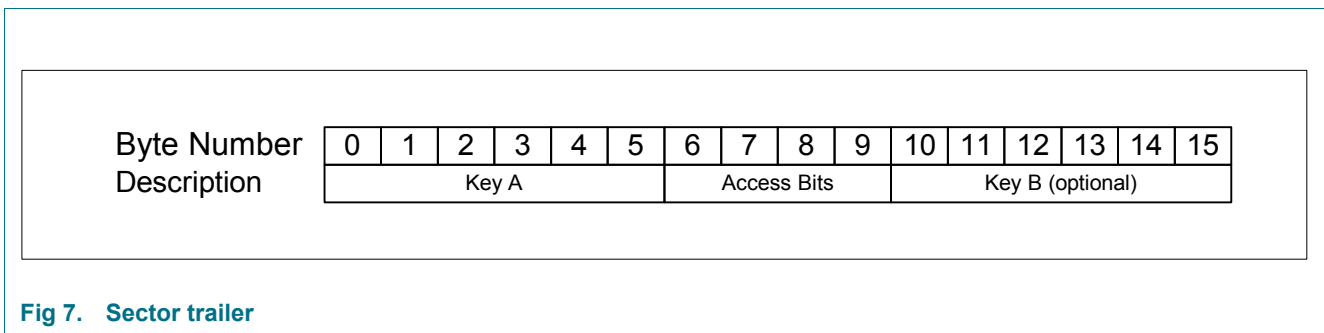 Byte Number 0 1 2 3 4 5 6 7 8 9 10 11 12 13 14 15
Description Key A Access Bits Key B (optional)
Fig 7. Sector trailer